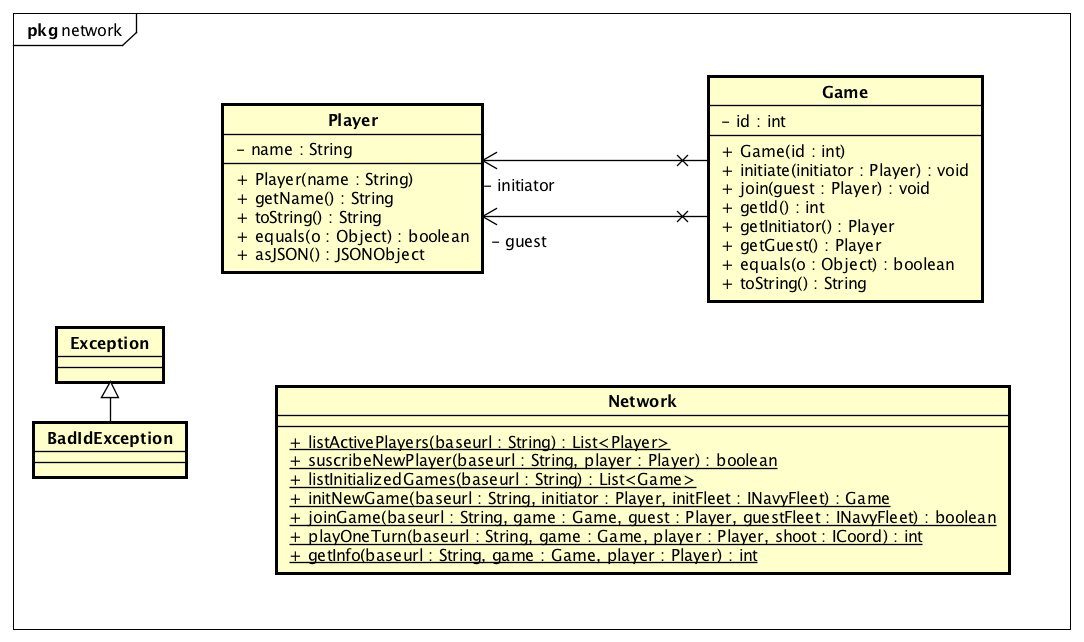 pkg network
Player
– name : String
+ Player(name : String)
+ getName() : String
+ toString() : String
+ equals(o : Object) : boolean
+ asJSON() : JSONObject
– initiator
– guest
Game
– id : int
+ Game(id : int)
+ initiate(initiator : Player) : void
+ join(guest : Player) : void
+ getId() : int
+ getInitiator() : Player
+ getGuest() : Player
+ equals(o : Object) : boolean
+ toString() : String
Exception
BadIdException
Network
+ listActivePlayers(baseurl : String) : List<Player>
+ suscribeNewPlayer(baseurl : String, player : Player) : boolean
+ listInitializedGames(baseurl : String) : List<Game>
+ initNewGame(baseurl : String, initiator : Player, initFleet : INavyFleet) : Game
+ joinGame(baseurl : String, game : Game, guest : Player, guestFleet : INavyFleet) : boolean
+ playOneTurn(baseurl : String, game : Game, player : Player, shoot : ICoord) : int
+ getInfo(baseurl : String, game : Game, player : Player) : int